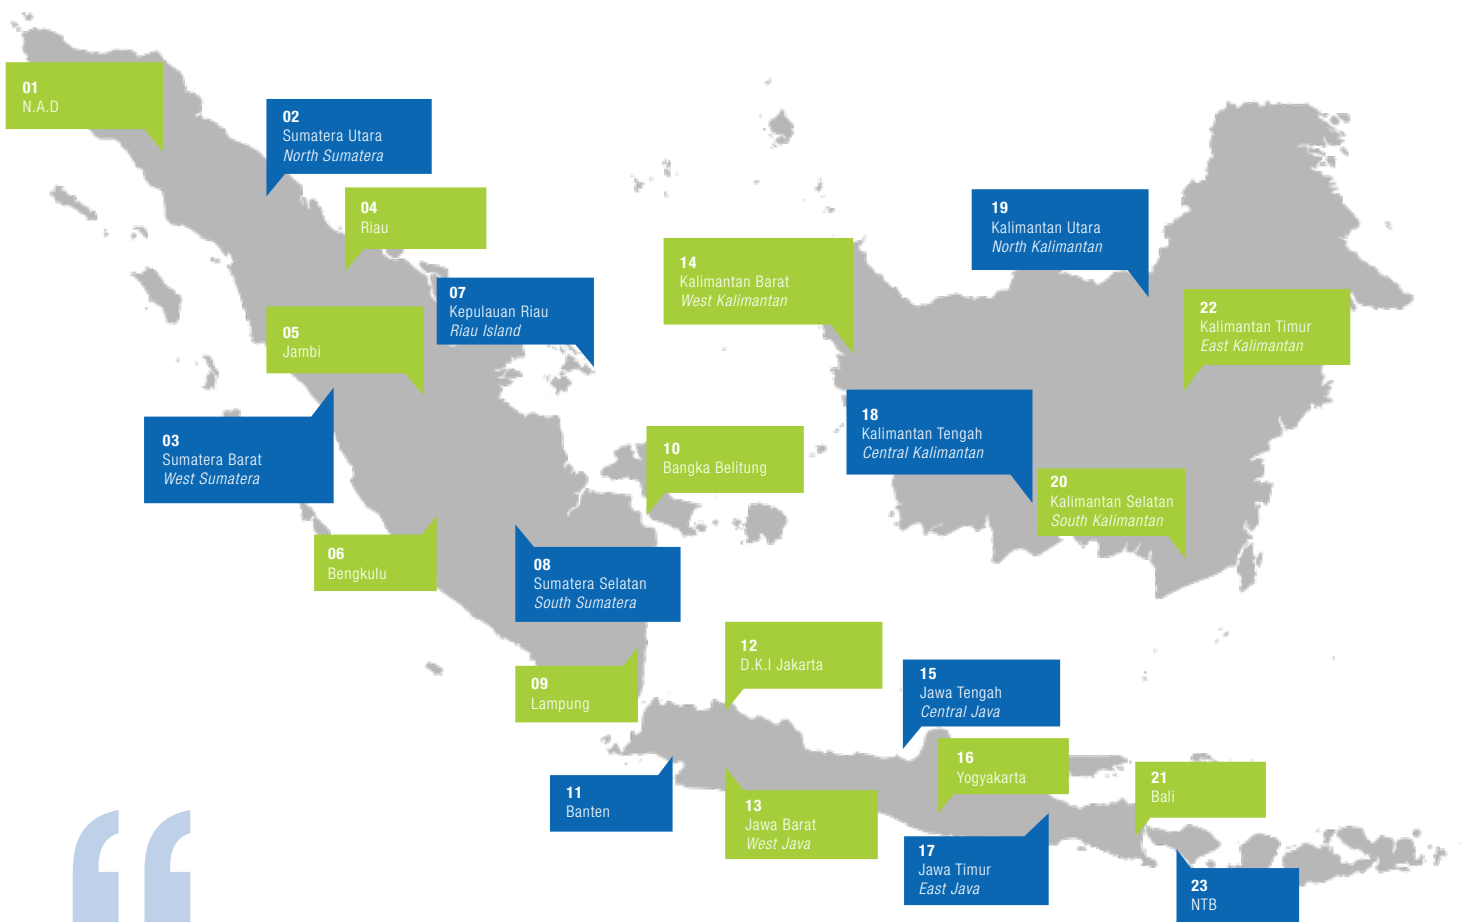 01
N.A.D
02
Sumatera Utara
North Sumatera
04
Riau
07
Kepulauan Riau
Riau Island
05
Jambi
03
Sumatera Barat
West Sumatera
06
Bengkulu
08
Sumatera Selatan
South Sumatera
09
Lampung
10
Bangka Belitung
14
Kalimantan Barat
West Kalimantan
19
Kalimantan Utara
North Kalimantan
22
Kalimantan Timur
East Kalimantan
18
Kalimantan Tengah
Central Kalimantan
20
Kalimantan Selatan
South Kalimantan
12
D.K.I Jakarta
15
Jawa Tengah
Central Java
16
Yogyakarta
11
Banten
13
Jawa Barat
West Java
17
Jawa Timur
East Java
21
Bali
23
NTB
“